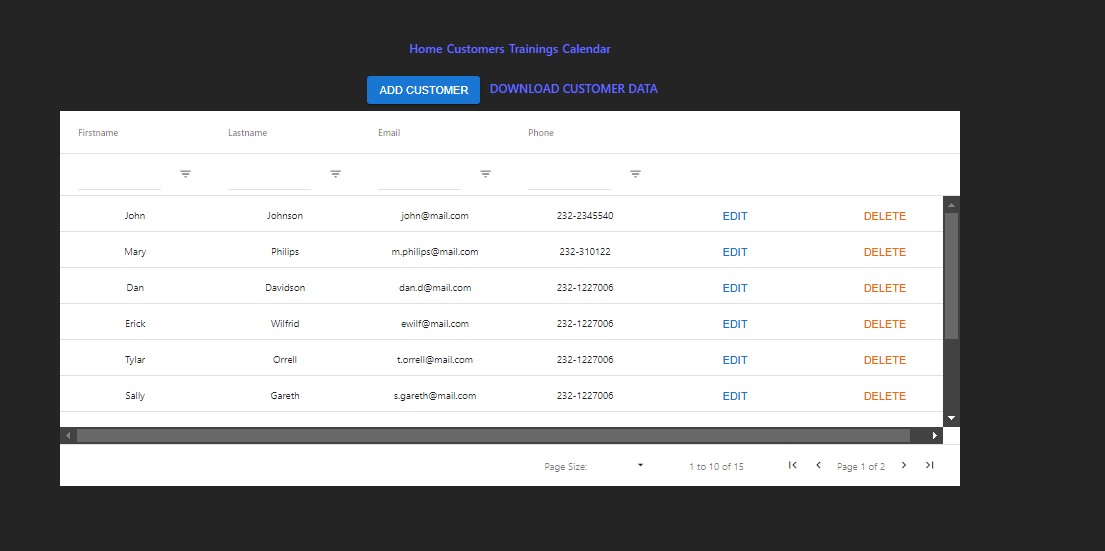 Home Customers Trainings Calendar
ADD CUSTOMER DOWNLOAD CUSTOMER DATA
Firstname Lastname Email Phone
John Johnson john@mail.com 232-2345540 EDIT DELETE
Mary Philips m.philips@mail.com 232-310122 EDIT DELETE
Dan Davidson dan.d@mail.com 232-1227006 EDIT DELETE
Erick Wilfrid ewilf@mail.com 232-1227006 EDIT DELETE
Tylar Orrell t.orrell@mail.com 232-1227006 EDIT DELETE
Sally Gareth s.gareth@mail.com 232-1227006 EDIT DELETE
Page Size: 1 to 10 of 15 Page 1 of 2